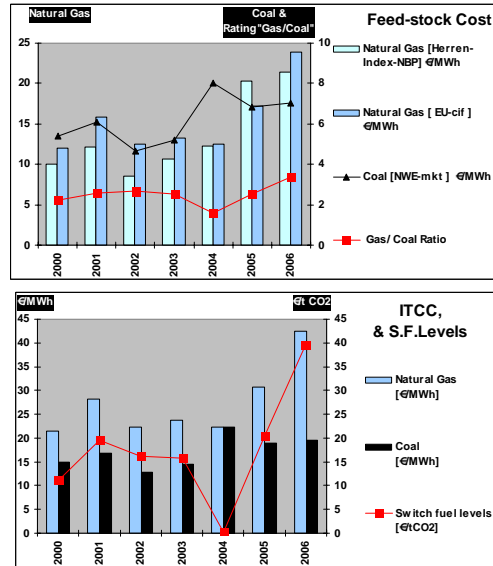 Natural Gas
Coal &
Rating"Gas/Coal"
Feed-stock Cost
25
20
15
10
5
0
10
8
6
4
2
0
2000
2001
2002
2003
2004
2005
2006
Natural Gas [Herren-
Index-NBP] €/MWh
Natural Gas [ EU-cif ]
€/MWh
Coal [NWE-mkt ] €/MWh
Gas/ Coal Ratio
€/MWh
€/t CO2
ITCC,
& S.F.Levels
45
40
35
30
25
20
15
10
5
0
45
40
35
30
25
20
15
10
5
0
2000
2001
2002
2003
2004
2005
2006
Natural Gas
[€/MWh]
Coal
[€/MWh]
Switch fuel levels
[€/tCO2]